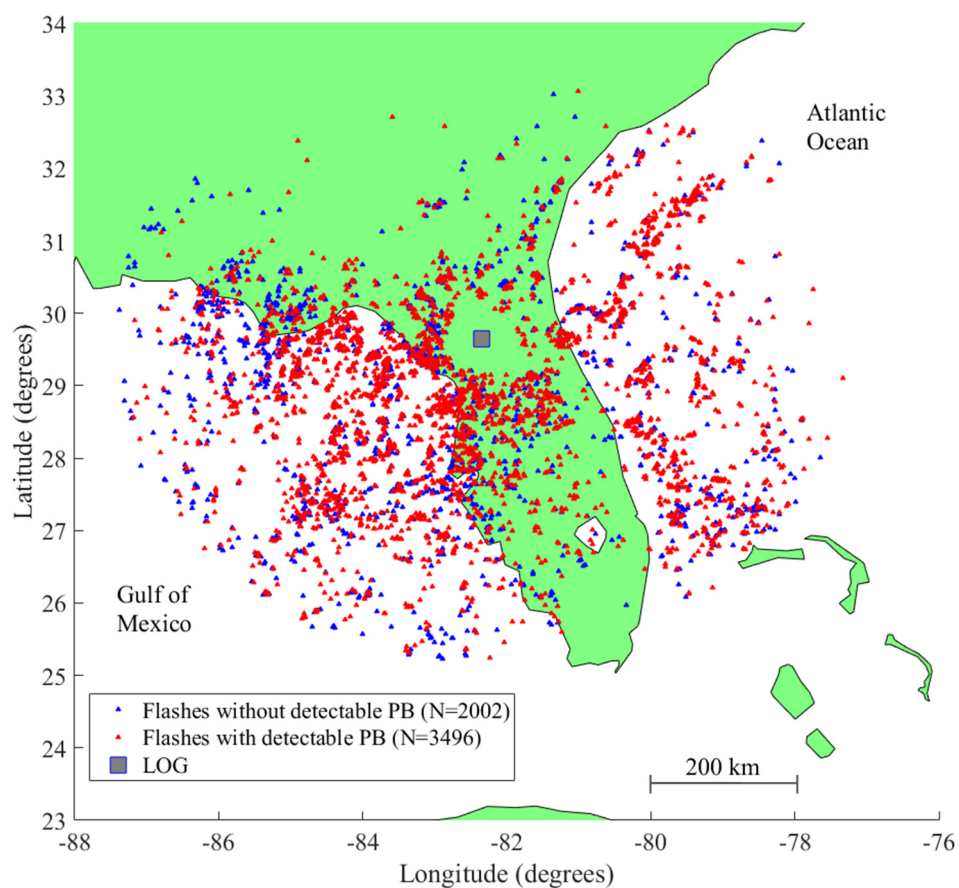 34
33
32
31
30
29
28
27
26
25
24
23
Latitude (degrees)
Atlantic
Ocean
Gulf of
Mexico
Flashes without detectable PB (N=2002)
Flashes with detectable PB (N=3496)
LOG
200 km
-88
-86
-84
-82
-80
-78
-76
Longitude (degrees)